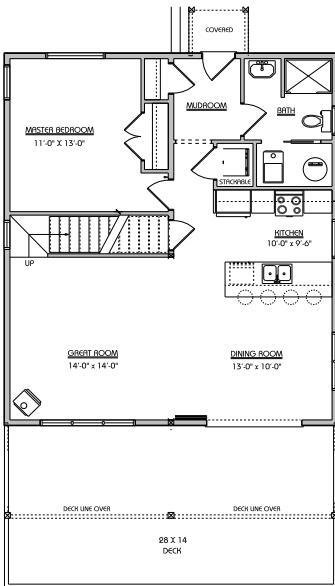 COVERED
MUDROOM
BATH
MASTER BEDROOM
11'-0" X 13'-0"
STACKABLE
KITCHEN
10'-0" x 9'-6"
UP
GREAT ROOM
14'-0" x 14'-0"
DINING ROOM
13'-0" x 10'-0"
DECK LINE OVER
DECK LINE OVER
28 X 14
DECK